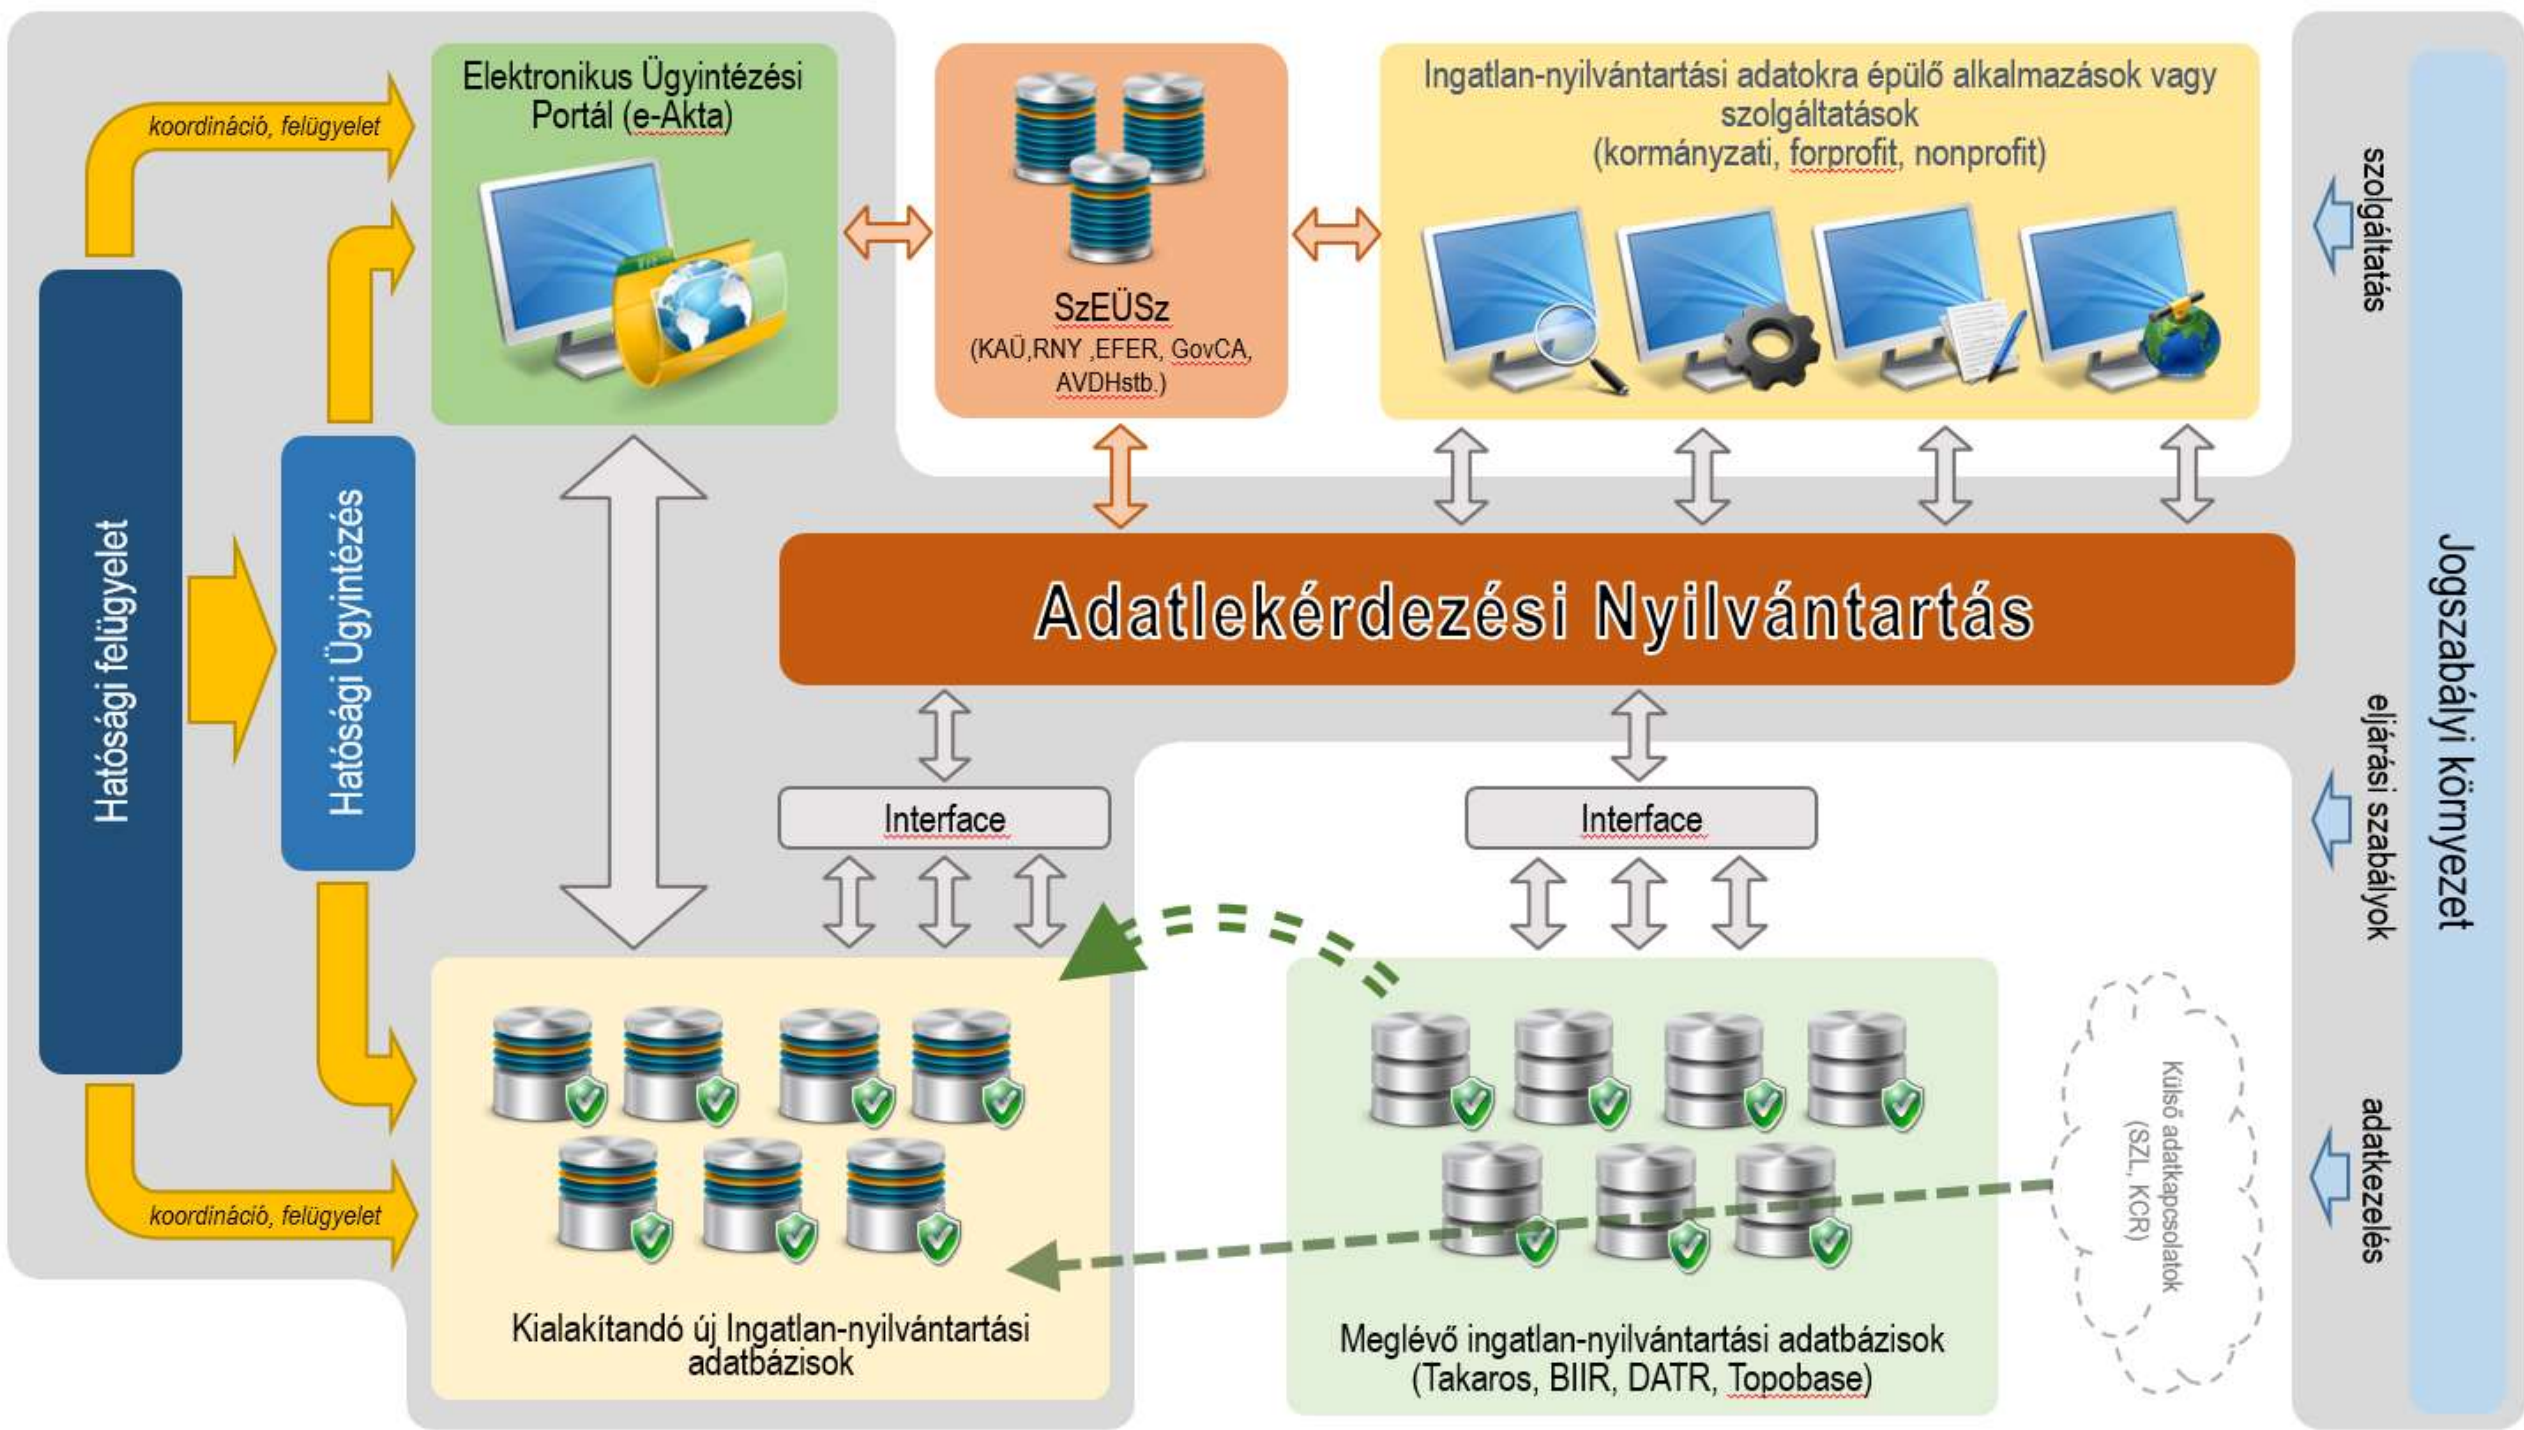 Elektronikus Ügyintézési
Portál (e-Akta)
koordináció, felügyelet
SzEÜSz
(KAÜ,RNY ,EFER, GovCA,
AVDHstb.)
Ingatlan-nyilvántartási adatokra épülő alkalmazások vagy
szolgáltatások
(kormányzati, forprofit, nonprofit)
szolgáltatás
Hatósági felügyelet
Hatósági Ügyintézés
Adatlekérdezési Nyilvántartás
Jogszabályi környezet
Interface
Interface
eljárási szabályok
koordináció, felügyelet
Kialakítandó új Ingatlan-nyilvántartási
adatbázisok
Meglévő ingatlan-nyilvántartási adatbázisok
(Takaros, BIIR, DATR, Topobase)
Külső adatkapcsolatok
(SZL, KCR)
adatkezelés